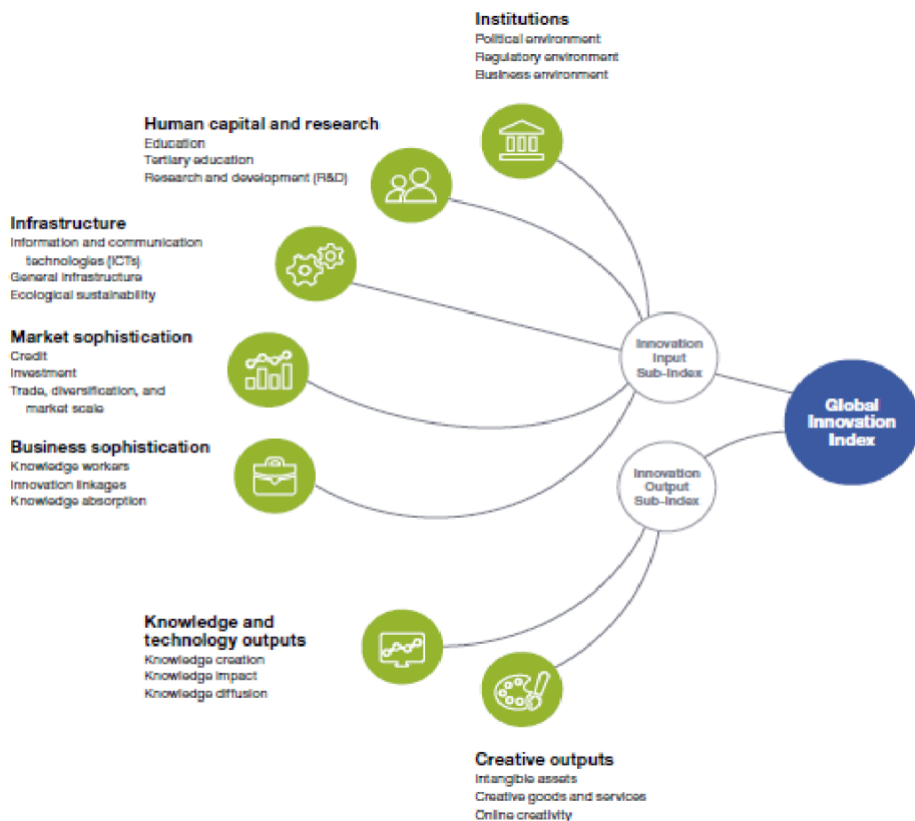 Institutions
Political environment
Regulatory environment
Business environment
Human capital and research
Education
Tertiary education
Research and development (R&D)
Infrastructure
Information and communication
technologies (ICTs)
General infrastructure
Ecological sustainability
Market sophistication
Credit
Investment
Trade, diversification, and
market scale
Business sophistication
Knowledge workers
Innovation linkages
Knowledge absorption
Innovation
Input
Sub-Index
Global
Innovation
Index
Innovation
Output
Sub-Index
Knowledge and
technology outputs
Knowledge creation
Knowledge impact
Knowledge diffusion
Creative outputs
Intangible assets
Creative goods and services
Online creativity